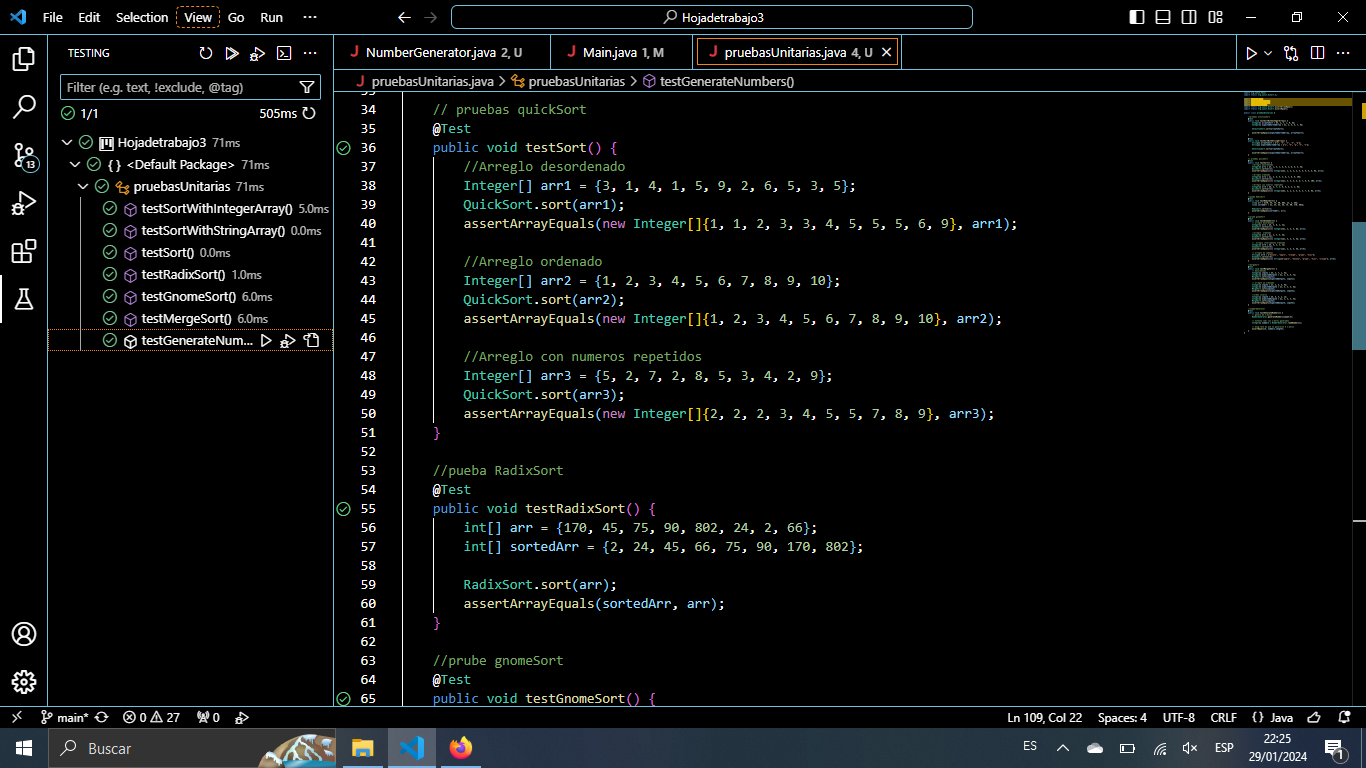 File Edit Selection View Go Run ··· Hojadetrabajo3
TESTING
Filter (e.g. text, !exclude, @tag)
1/1 505ms
Hojadetrabajo3 71ms
{ } <Default Package> 71ms
pruebasUnitarias 71ms
testSortWithIntegerArray() 5.0ms
testSortWithStringArray() 0.0ms
testSort() 0.0ms
testRadixSort() 1.0ms
testGnomeSort() 6.0ms
testMergeSort() 6.0ms
testGenerateNum...
13
J NumberGenerator.java 2, U J Main.java 1, M J pruebasUnitarias.java 4, U
J pruebasUnitarias.java > pruebasUnitarias > testGenerateNumbers()
34 // pruebas quickSort
35 @Test
36 public void testSort() {
37 //Arreglo desordenado
38 Integer[] arr1 = {3, 1, 4, 1, 5, 9, 2, 6, 5, 3, 5};
39 QuickSort.sort(arr1);
40 assertArrayEquals(new Integer[]{1, 1, 2, 3, 3, 4, 5, 5, 5, 6, 9}, arr1);
41
42 //Arreglo ordenado
43 Integer[] arr2 = {1, 2, 3, 4, 5, 6, 7, 8, 9, 10};
44 QuickSort.sort(arr2);
45 assertArrayEquals(new Integer[]{1, 2, 3, 4, 5, 6, 7, 8, 9, 10}, arr2);
46
47 //Arreglo con numeros repetidos
48 Integer[] arr3 = {5, 2, 7, 2, 8, 5, 3, 4, 2, 9};
49 QuickSort.sort(arr3);
50 assertArrayEquals(new Integer[]{2, 2, 2, 3, 4, 5, 5, 7, 8, 9}, arr3);
51 }
52
53 //pueba RadixSort
54 @Test
55 public void testRadixSort() {
56 int[] arr = {170, 45, 75, 90, 802, 24, 2, 66};
57 int[] sortedArr = {2, 24, 45, 66, 75, 90, 170, 802};
58
59 RadixSort.sort(arr);
60 assertArrayEquals(sortedArr, arr);
61 }
62
63 //prube gnomeSort
64 @Test
65 public void testGnomeSort() {
main* 0 27 0 Ln 109, Col 22 Spaces: 4 UTF-8 CRLF { } Java
Buscar ES ESP 22:25
29/01/2024 1